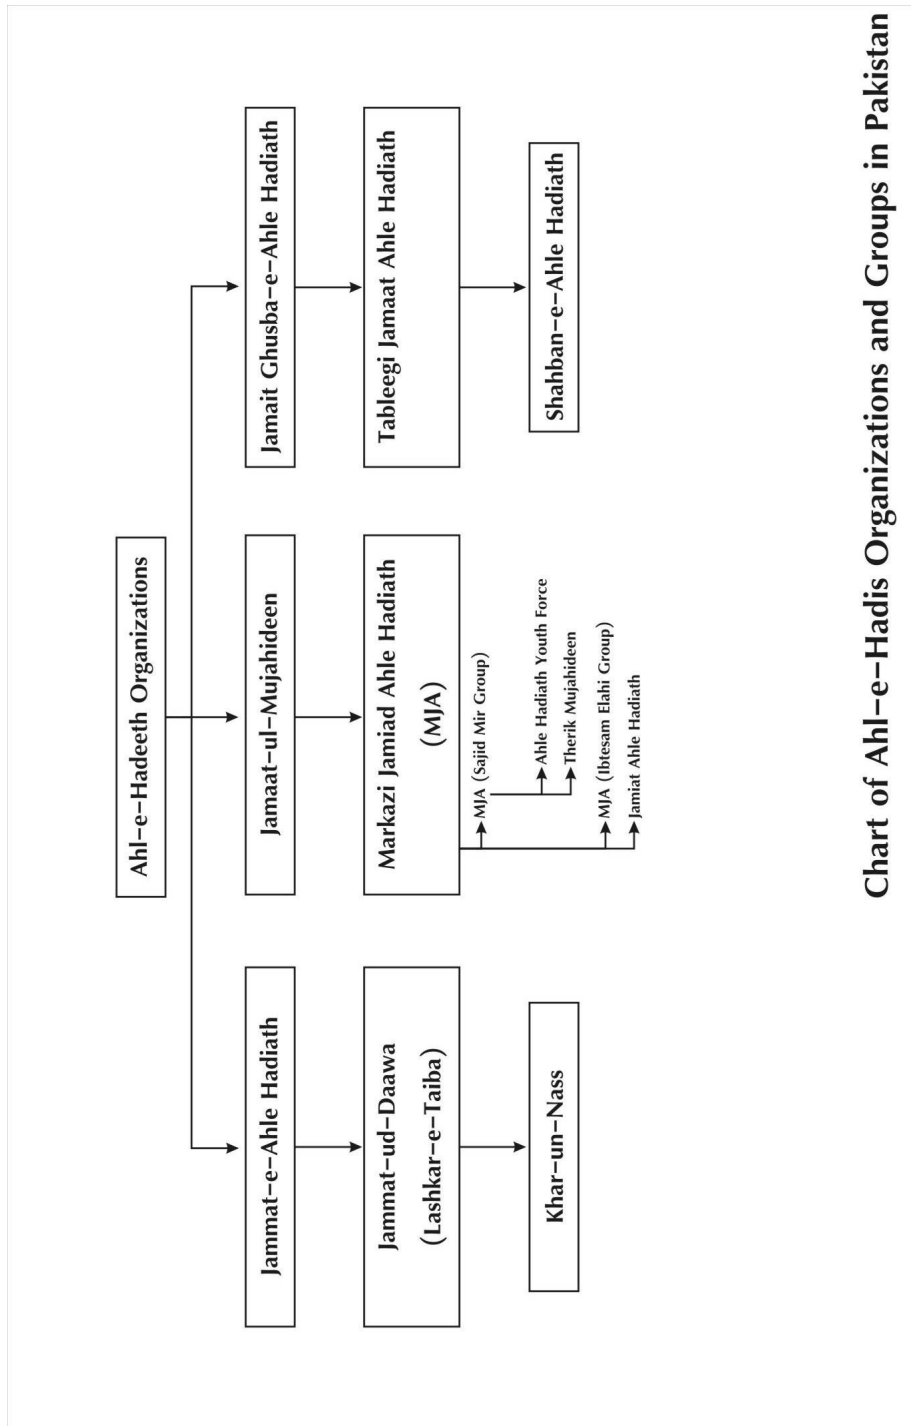 Ahl-e-Hadeeth Organizations
Jammat-e-Ahle Hadiath
Jamaat-ul-Mujahideen
Jamait Ghusba-e-Ahle Hadiath
Jammat-ud-Daawa
(Lashkar-e-Taiba)
Markazi Jamiad Ahle Hadiath
(MJA)
Tableegi Jamaat Ahle Hadiath
Khar-un-Nass
MJA (Sajid Mir Group)
Ahle Hadiath Youth Force
Therik Mujahideen
MJA (Ibtesam Elahi Group)
Jamiat Ahle Hadiath
Shahban-e-Ahle Hadiath
Chart of Ahl-e-Hadis Organizations and Groups in Pakistan